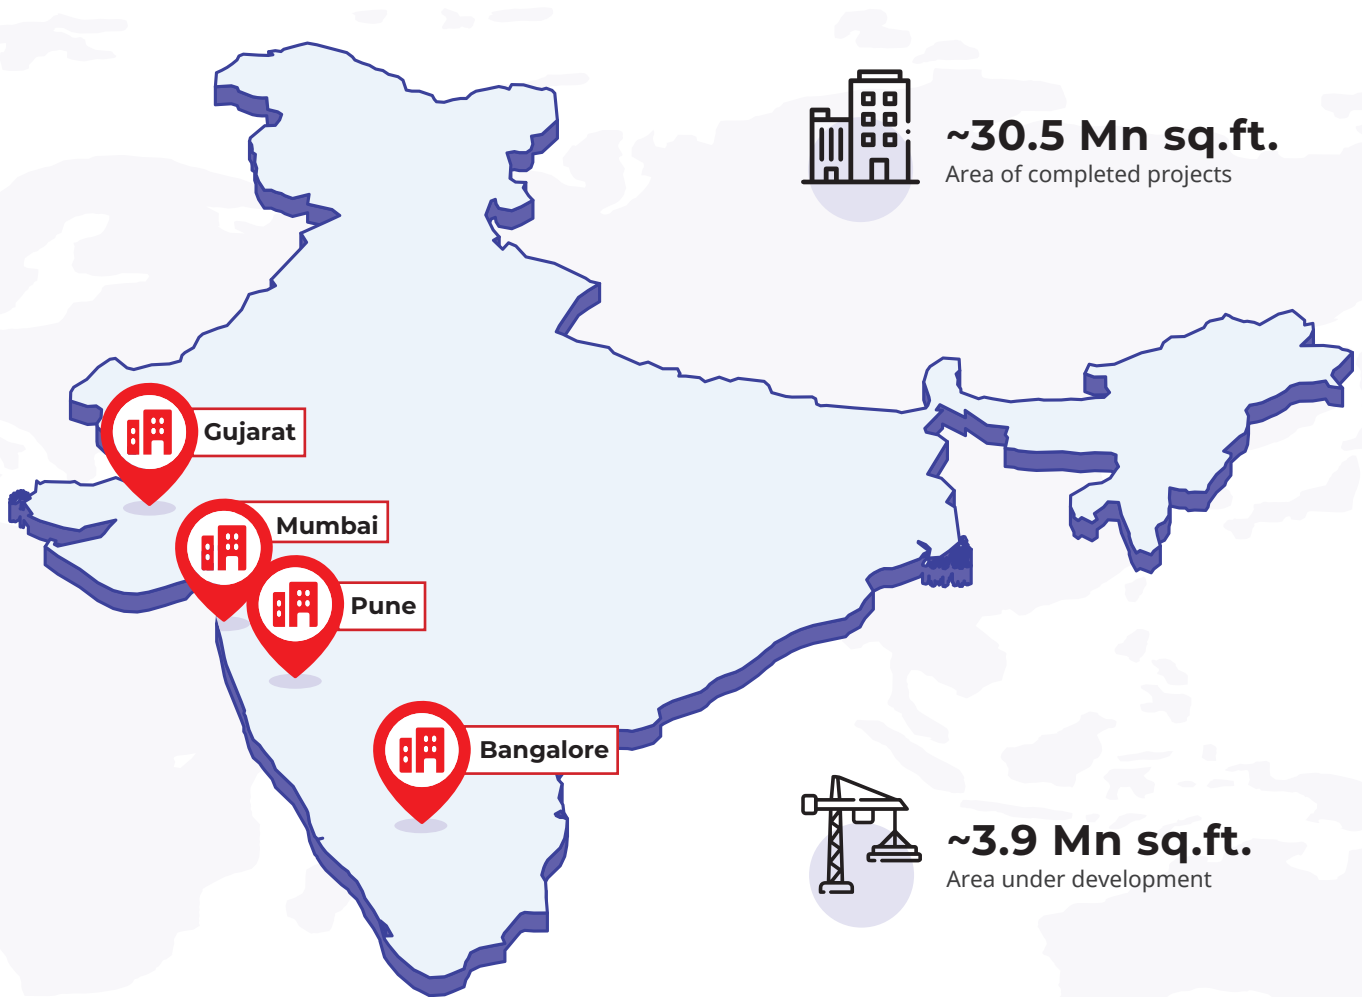 ~30.5 Mn sq.ft.
Area of completed projects
Gujarat
Mumbai
Pune
Bangalore
~3.9 Mn sq.ft.
Area under development